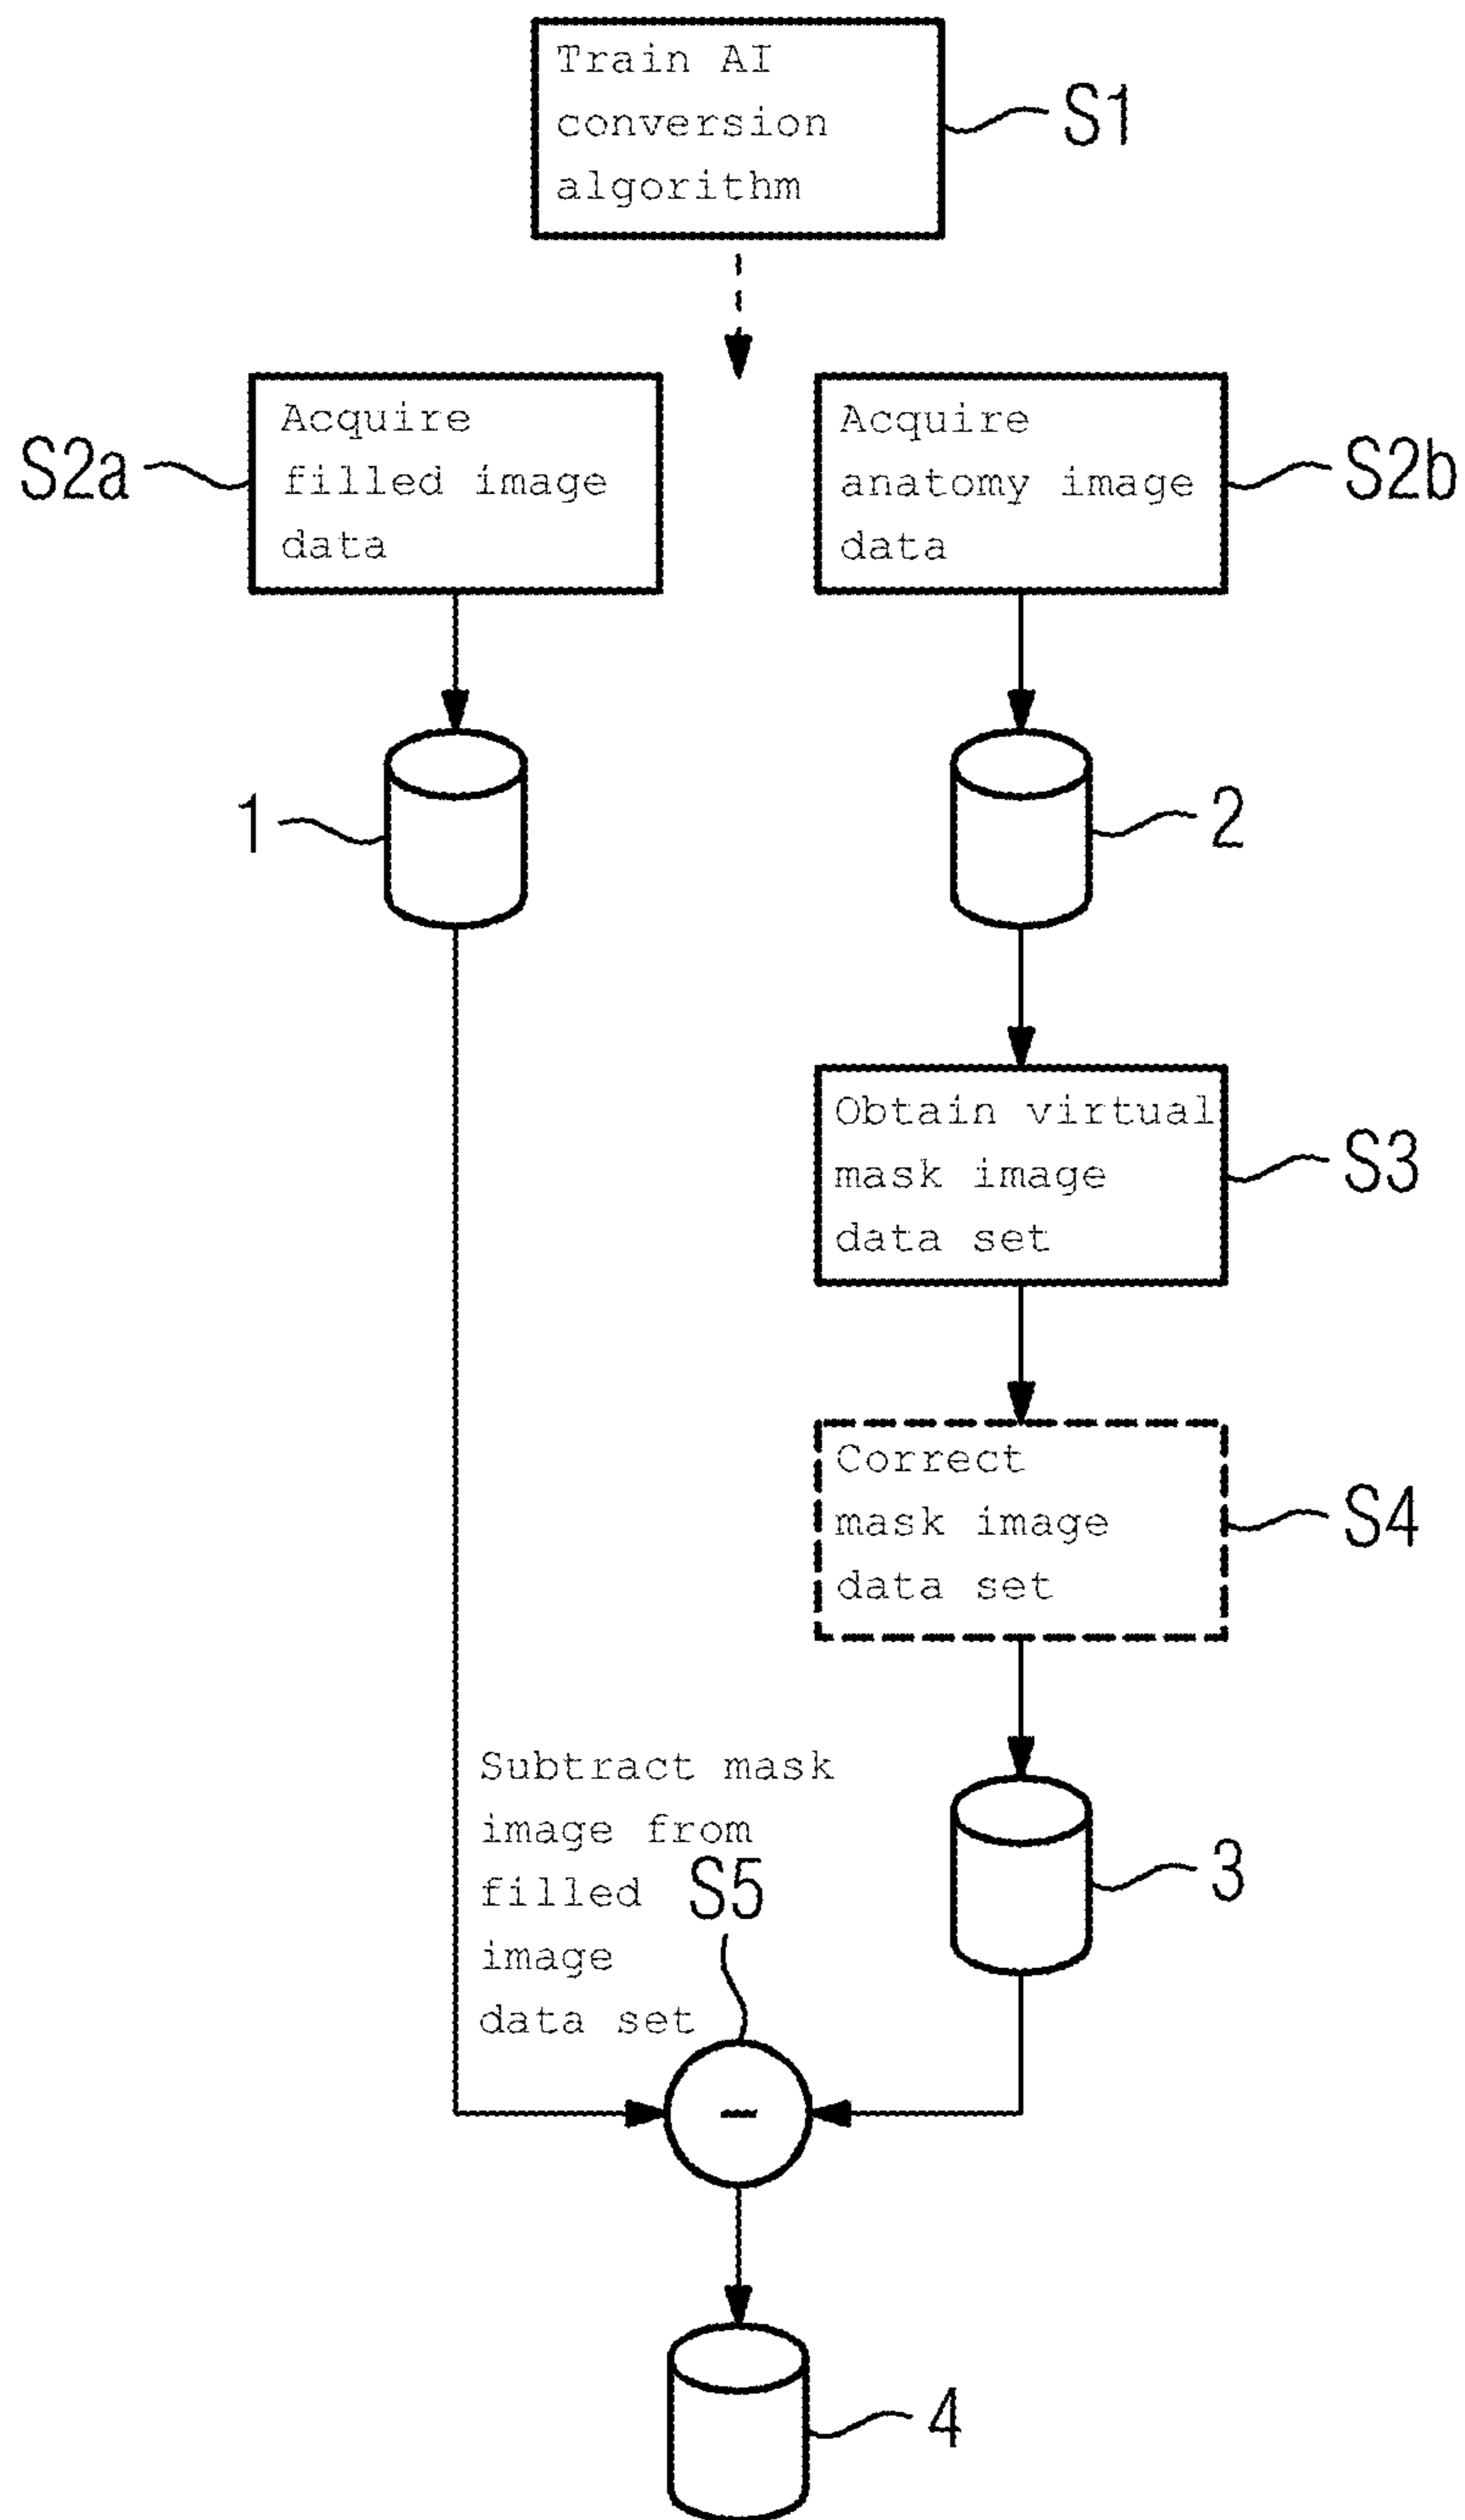 Train AI
conversion
algorithm
S1
Acquire
filled image
data
S2a
Acquire
anatomy image
data
S2b
1
2
Obtain virtual
mask image
data set
S3
Correct
mask image
data set
S4
Subtract mask
image from
filled
image
data set
S5
3
-
4